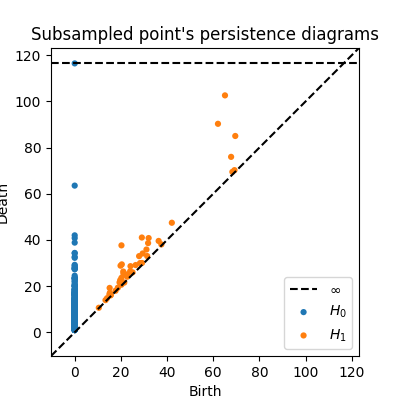 Subsampled point's persistence diagrams
120
100
80
60
40
20
0
Death
0 20 40 60 80 100 120
Birth
∞
H₀
H₁